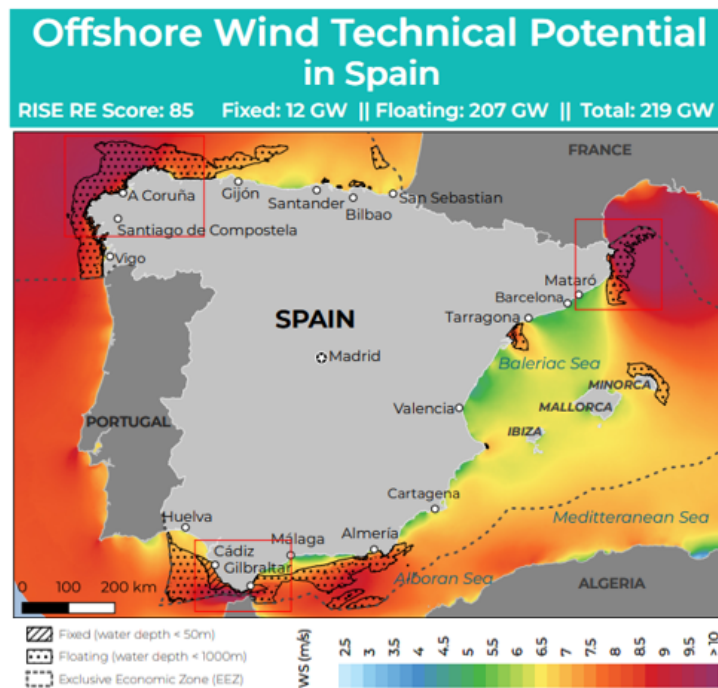 Offshore Wind Technical Potential
in Spain
RISE RE Score: 85 Fixed: 12 GW || Floating: 207 GW || Total: 219 GW
FRANCE
A Coruña
Gijón
Santander
San Sebastian
Bilbao
Santiago de Compostela
Vigo
Mataró
Barcelona
SPAIN
Tarragona
Madrid
Baleriac Sea
MINORCA
MALLORCA
Valencia
PORTUGAL
IBIZA
Cartagena
Huelva
Mediterranean Sea
Almería
Málaga
Cádiz
Gilbraltar
Alboran Sea
ALGERIA
0 100 200 km
Fixed (water depth < 50m)
Floating (water depth < 1000m)
Exclusive Economic Zone (EEZ)
WS (m/s)
2.5 3 3.5 4 4.5 5 5.5 6 6.5 7 7.5 8 8.5 9 9.5 > 10